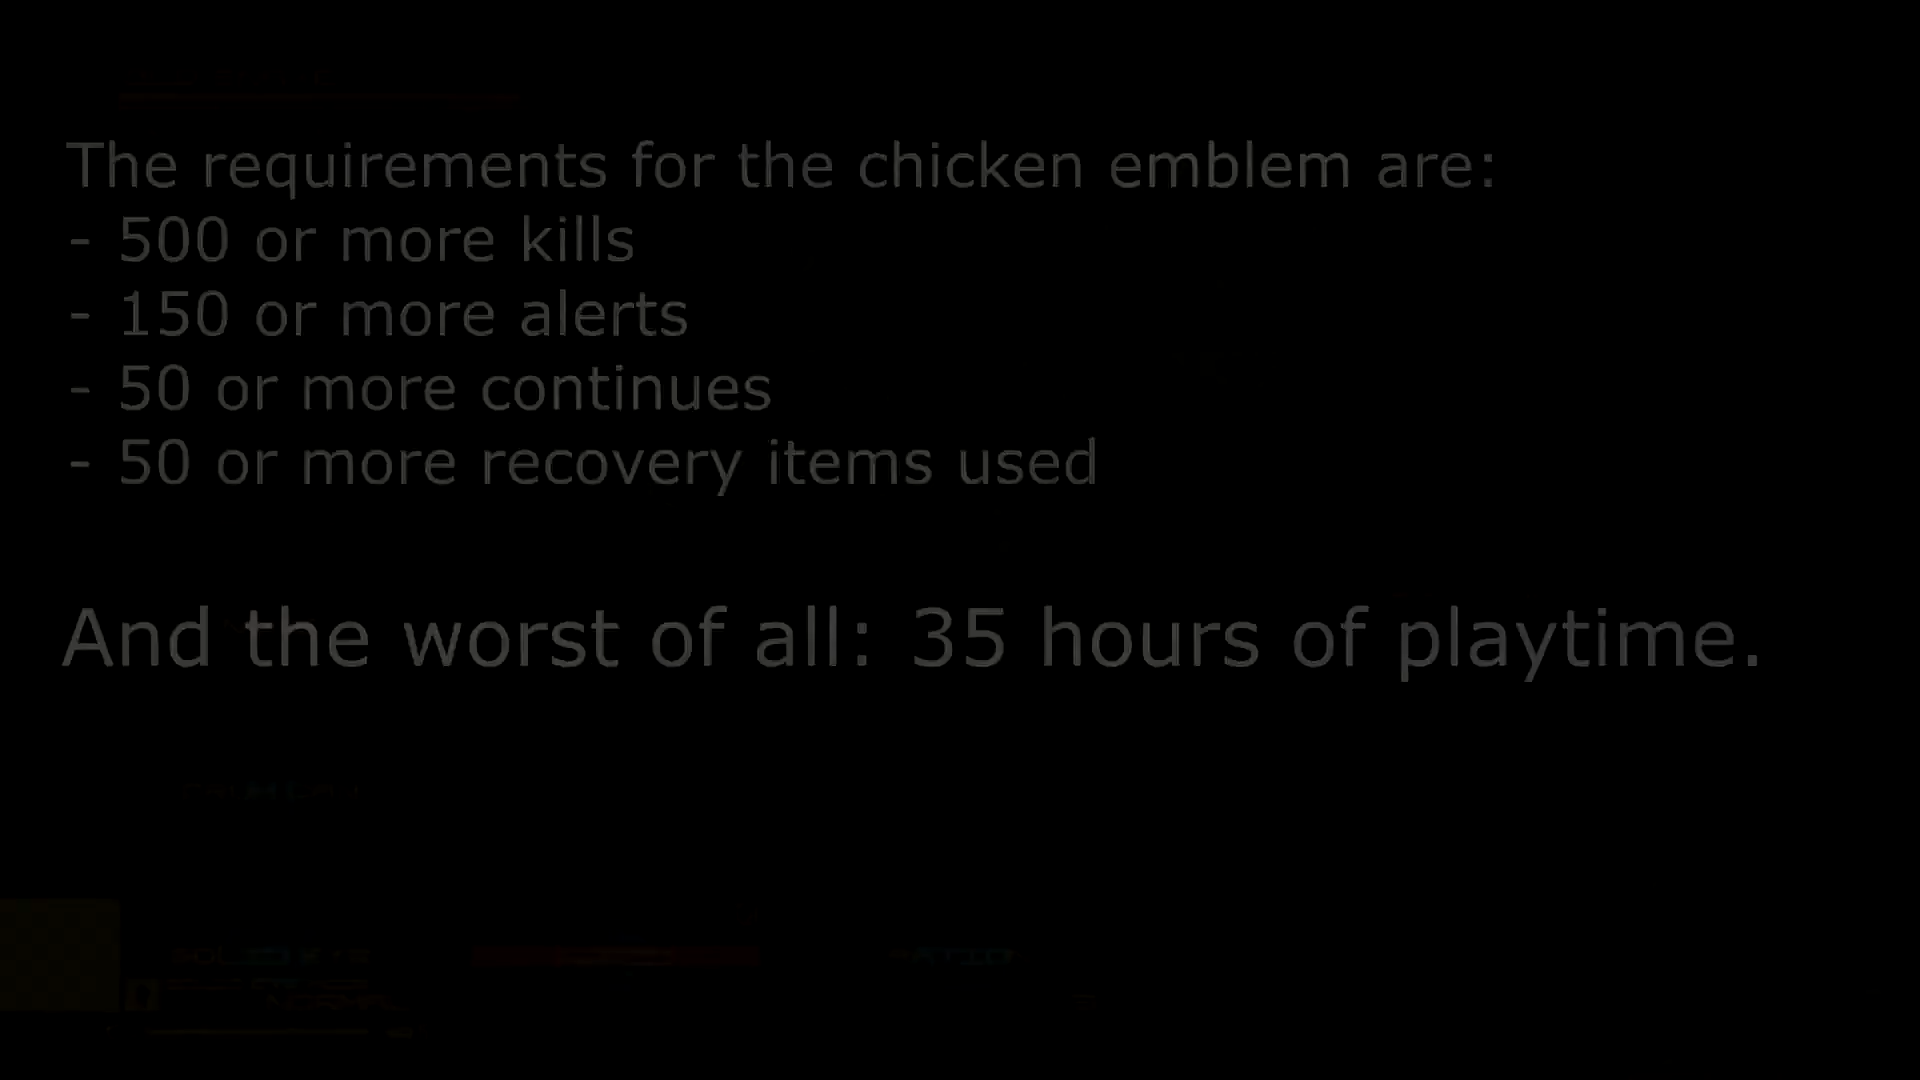 The requirements for the chicken emblem are:
- 500 or more kills
- 150 or more alerts
- 50 or more continues
- 50 or more recovery items used
And the worst of all: 35 hours of playtime.